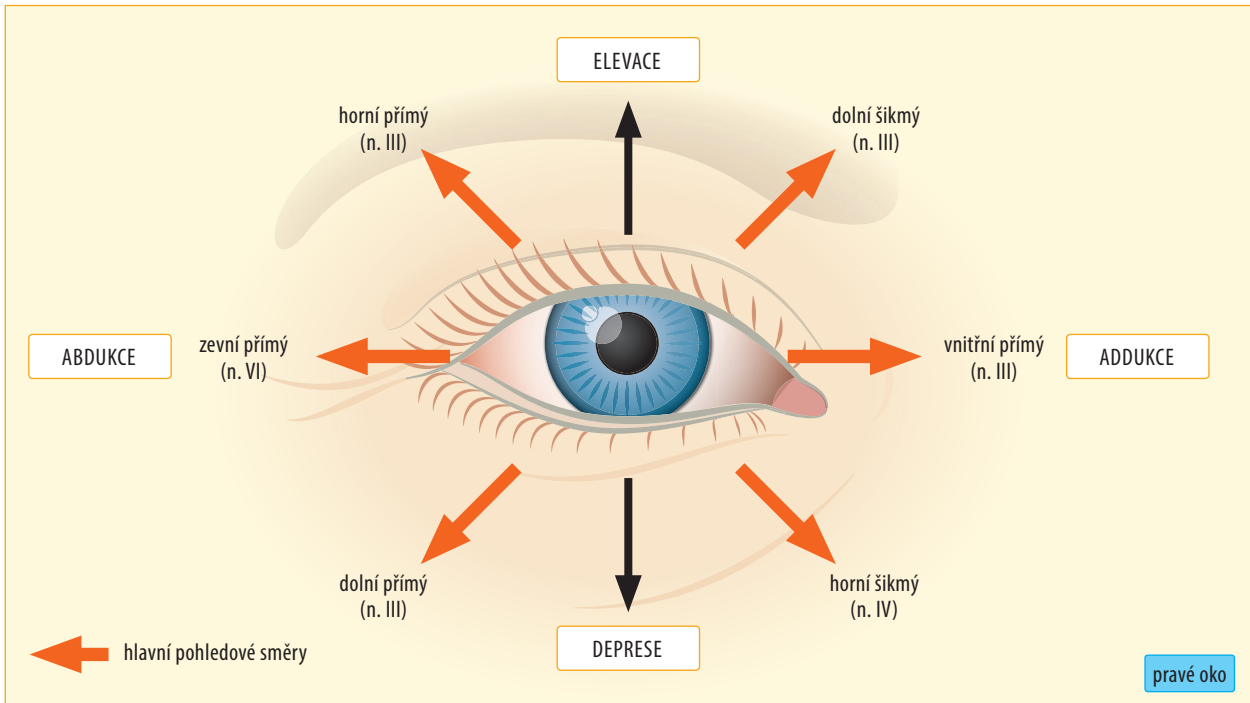 ELEVACE
horní přímý
(n. III)
dolní šikmý
(n. III)
ABDUKCE
zevní přímý
(n. VI)
vnitřní přímý
(n. III)
ADDUKCE
dolní přímý
(n. III)
horní šikmý
(n. IV)
DEPRESE
hlavní pohledové směry
pravé oko